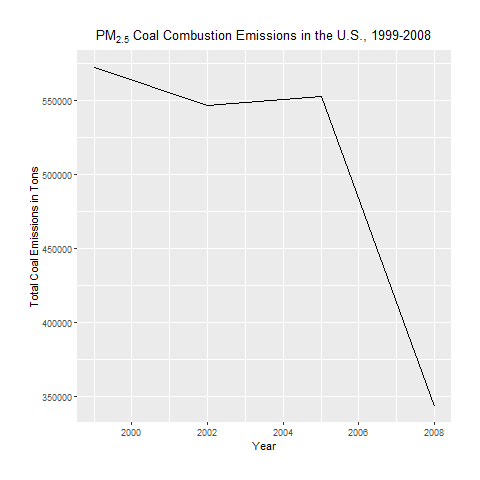 PM2.5 Coal Combustion Emissions in the U.S., 1999-2008
Total Coal Emissions in Tons
550000
500000
450000
400000
350000
2000 2002 2004 2006 2008
Year